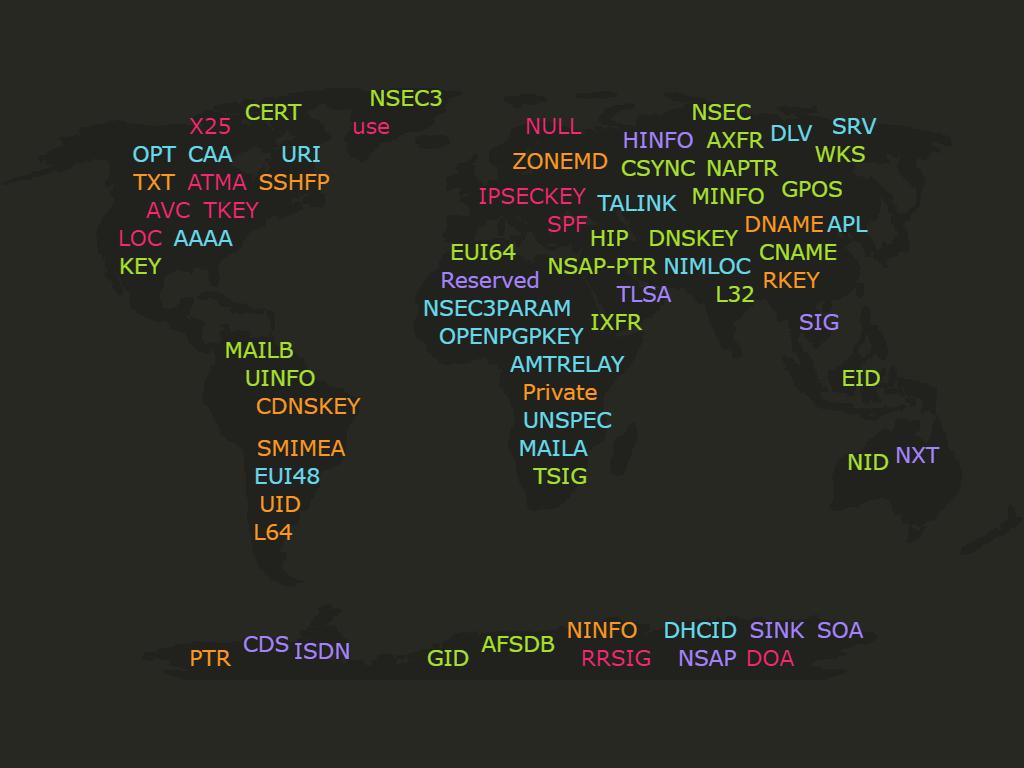 NSEC3
CERT NSEC
X25 use NULL SRV
HINFO AXFR DLV
OPT CAA URI WKS
ZONEMD CSYNC NAPTR
TXT ATMA SSHFP GPOS
IPSECKEY TALINK MINFO
AVC TKEY
SPF DNAME APL
LOC AAAA HIP DNSKEY
EUI64 CNAME
KEY NSAP-PTR NIMLOC
Reserved RKEY
TLSA L32
NSEC3PARAM
IXFR SIG
OPENPGPKEY
MAILB
AMTRELAY
UINFO EID
Private
CDNSKEY
UNSPEC
SMIMEA MAILA
NID NXT
EUI48 TSIG
UID
L64
NINFO DHCID SINK SOA
CDS ISDN AFSDB
PTR GID RRSIG NSAP DOA